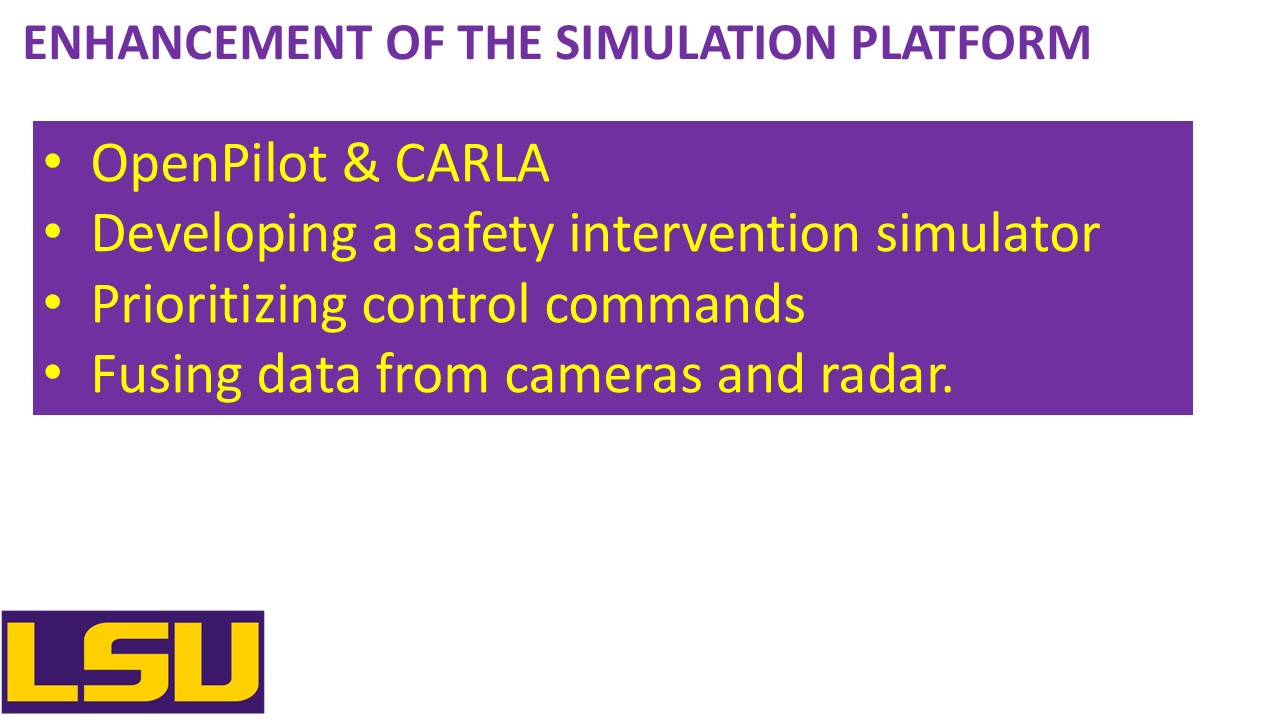 ENHANCEMENT OF THE SIMULATION PLATFORM
• OpenPilot & CARLA
• Developing a safety intervention simulator
• Prioritizing control commands
• Fusing data from cameras and radar.
LSU